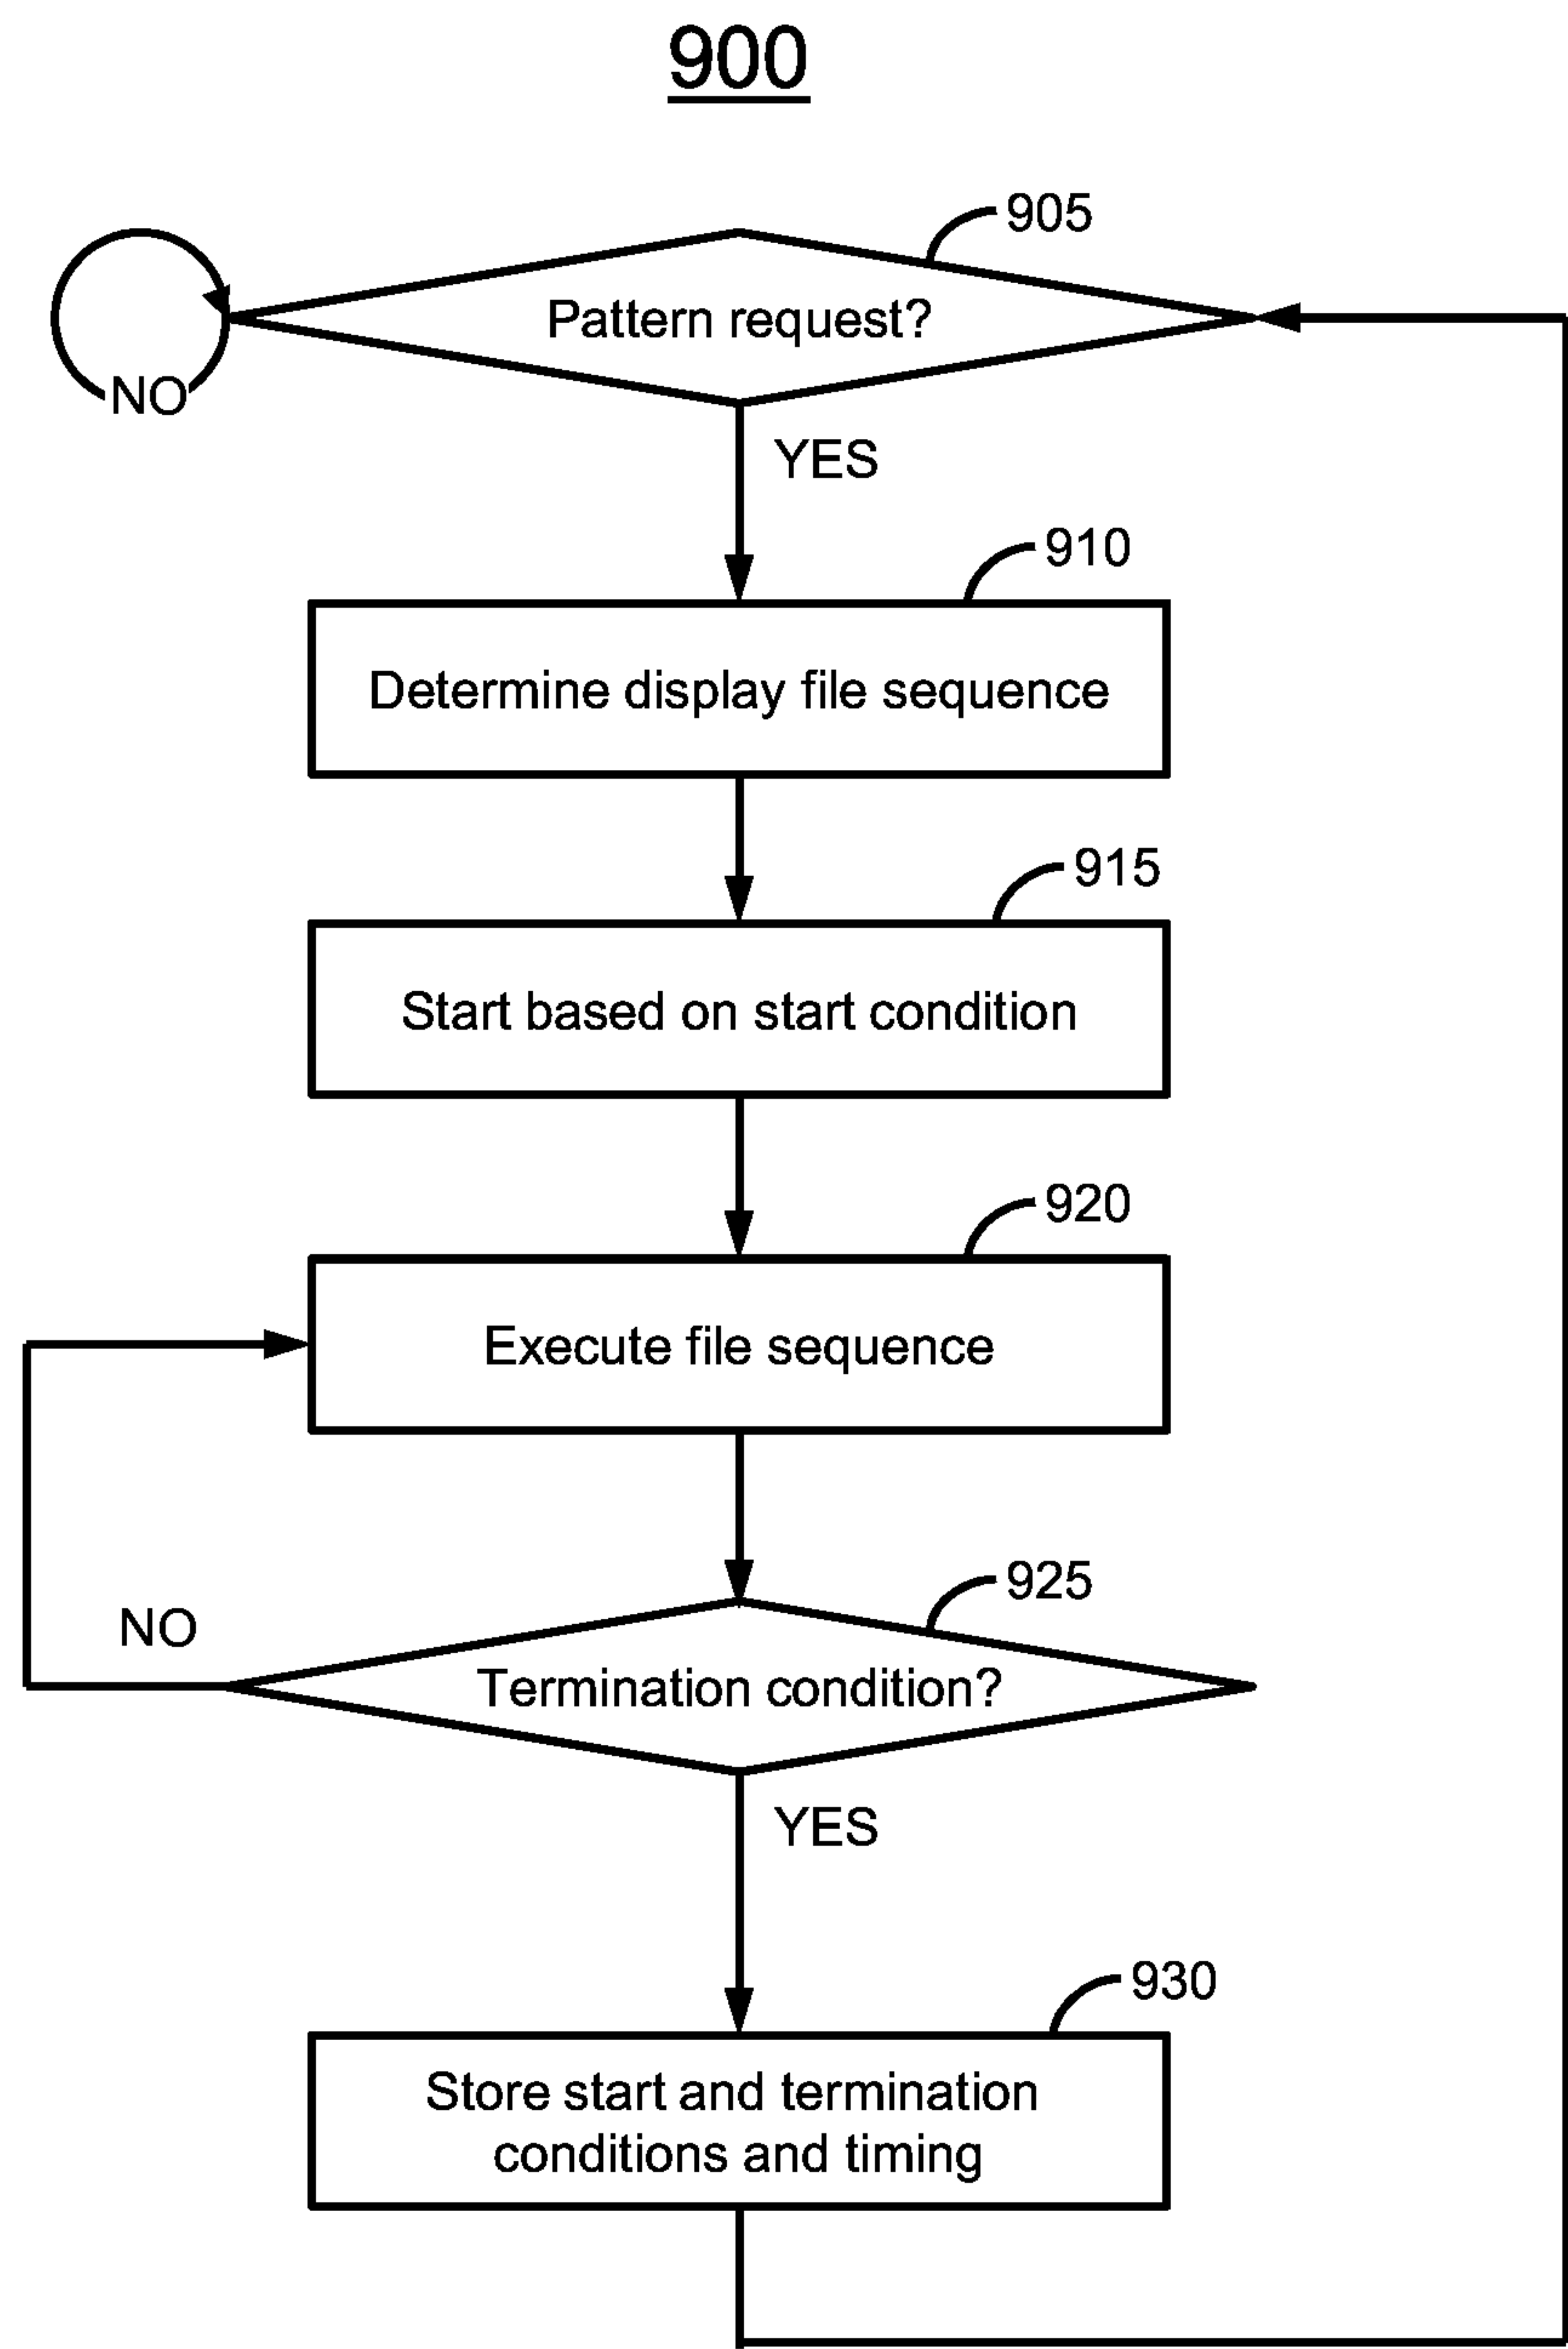 900
905
Pattern request?
NO
YES
910
Determine display file sequence
915
Start based on start condition
920
Execute file sequence
925
NO
Termination condition?
YES
930
Store start and termination
conditions and timing